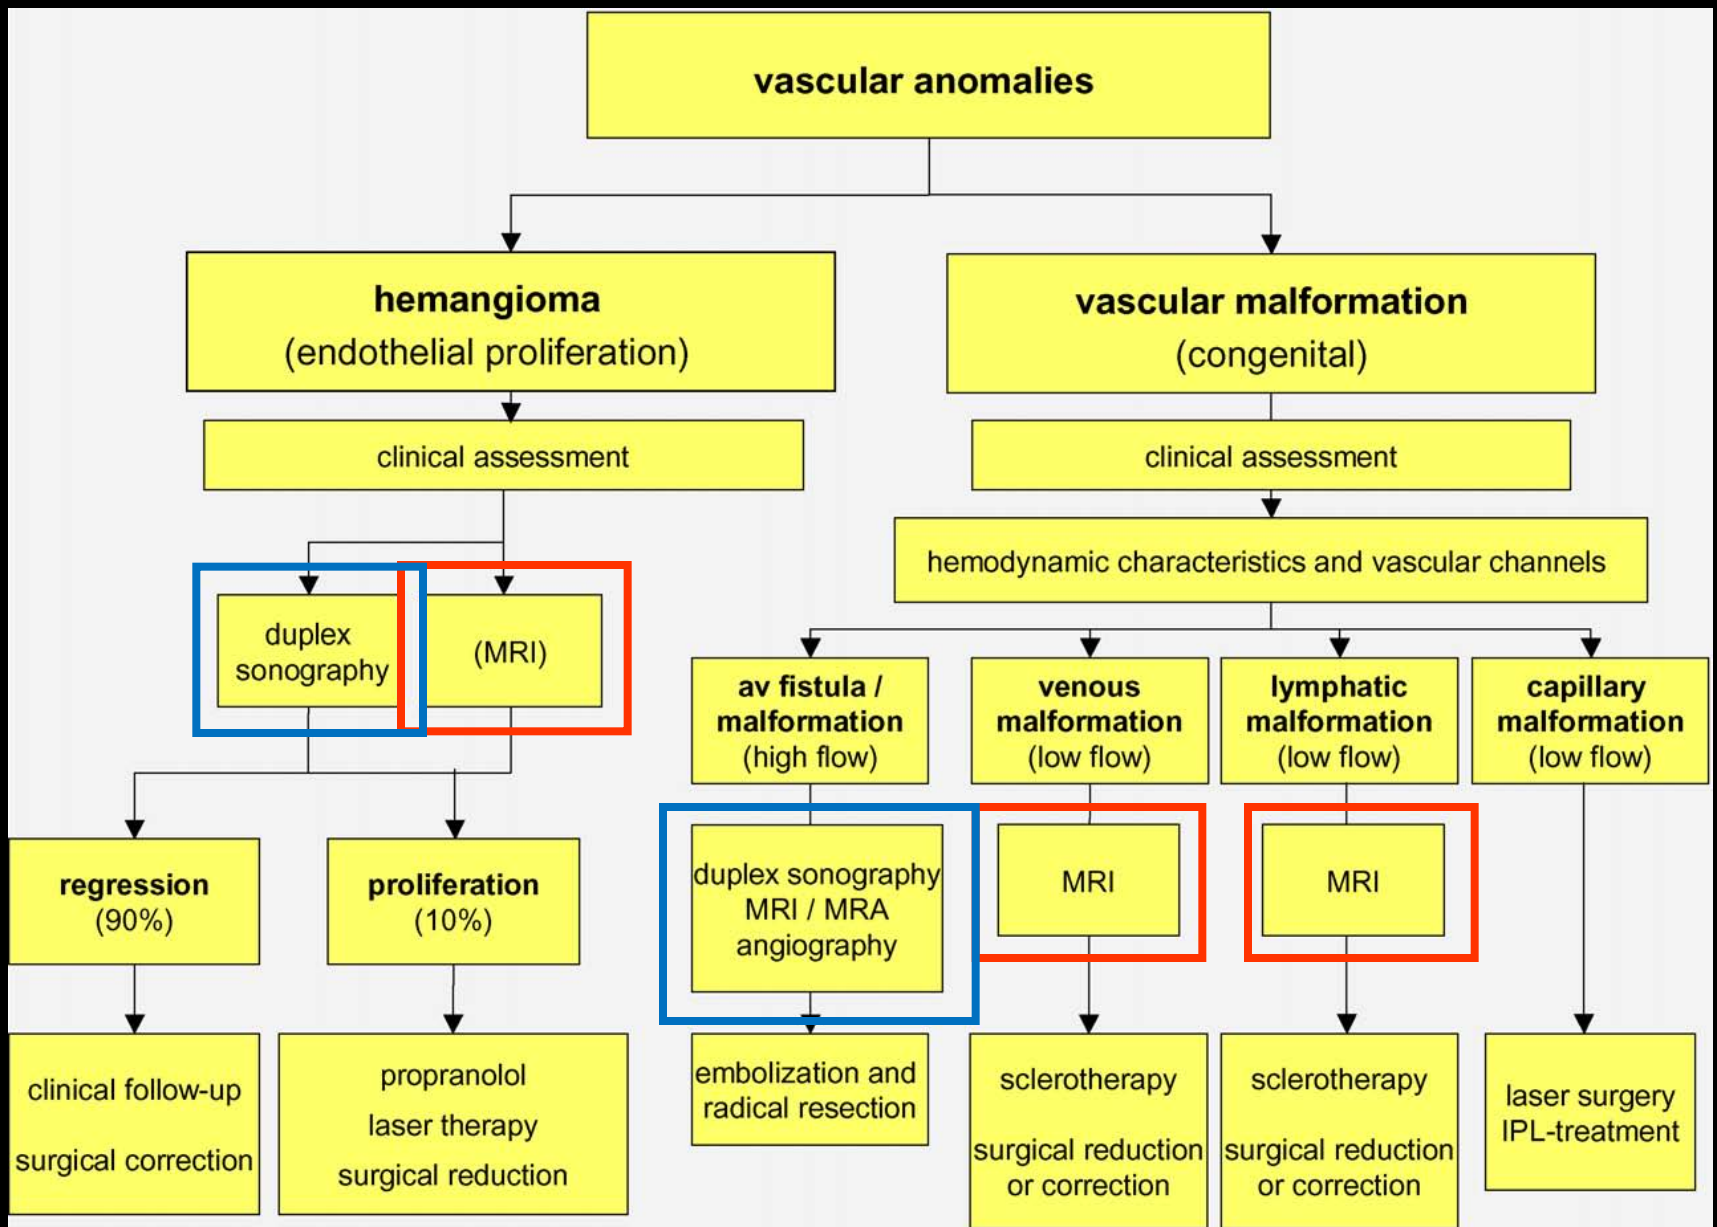 vascular anomalies
hemangioma
(endothelial proliferation)
vascular malformation
(congenital)
clinical assessment
clinical assessment
hemodynamic characteristics and vascular channels
duplex
sonography
(MRI)
av fistula /
malformation
(high flow)
venous
malformation
(low flow)
lymphatic
malformation
(low flow)
capillary
malformation
(low flow)
regression
(90%)
proliferation
(10%)
duplex sonography
MRI / MRA
angiography
MRI
MRI
clinical follow-up
surgical correction
propranolol
laser therapy
surgical reduction
embolization and
radical resection
sclerotherapy
surgical reduction
or correction
sclerotherapy
surgical reduction
or correction
laser surgery
IPL-treatment